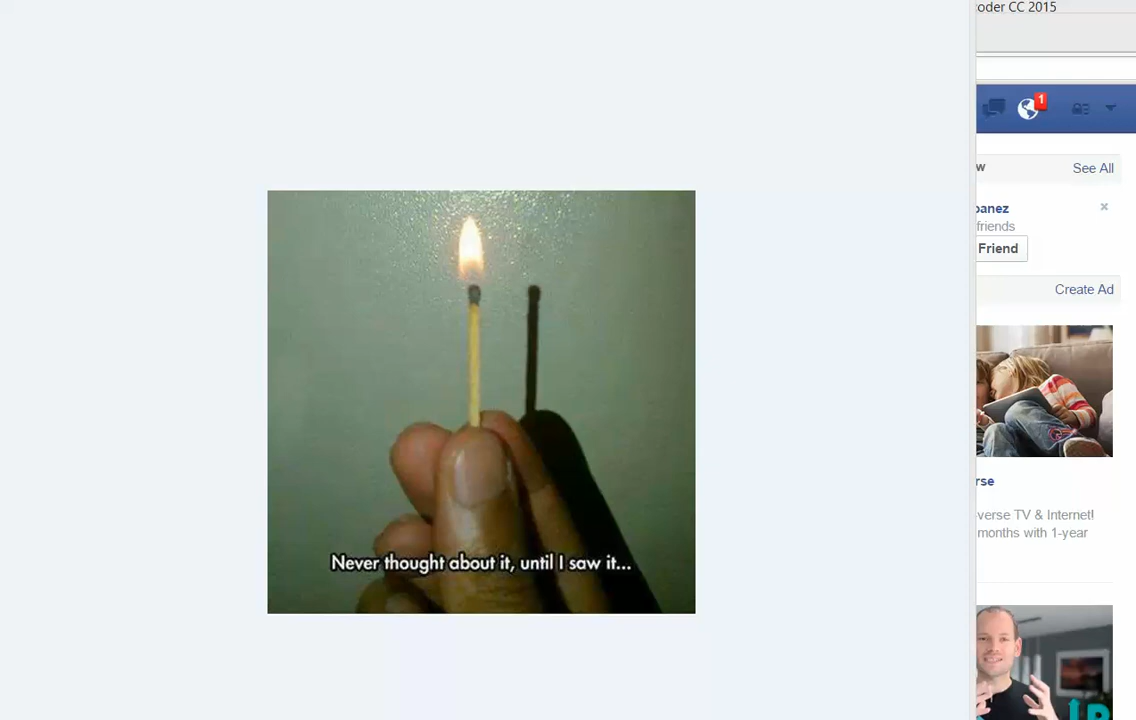 oder CC 2015
1
w
See All
banez
friends
Friend
Create Ad
Never thought about it, until I saw it...
rse
-verse TV & Internet!
months with 1-year